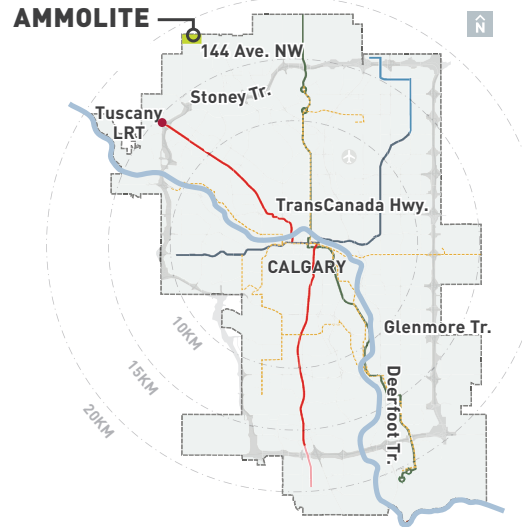 AMMOLITE
N
144 Ave. NW
Stoney Tr.
Tuscany
LRT
TransCanada Hwy.
CALGARY
Glenmore Tr.
10KM
15KM
20KM
Deerfoot Tr.